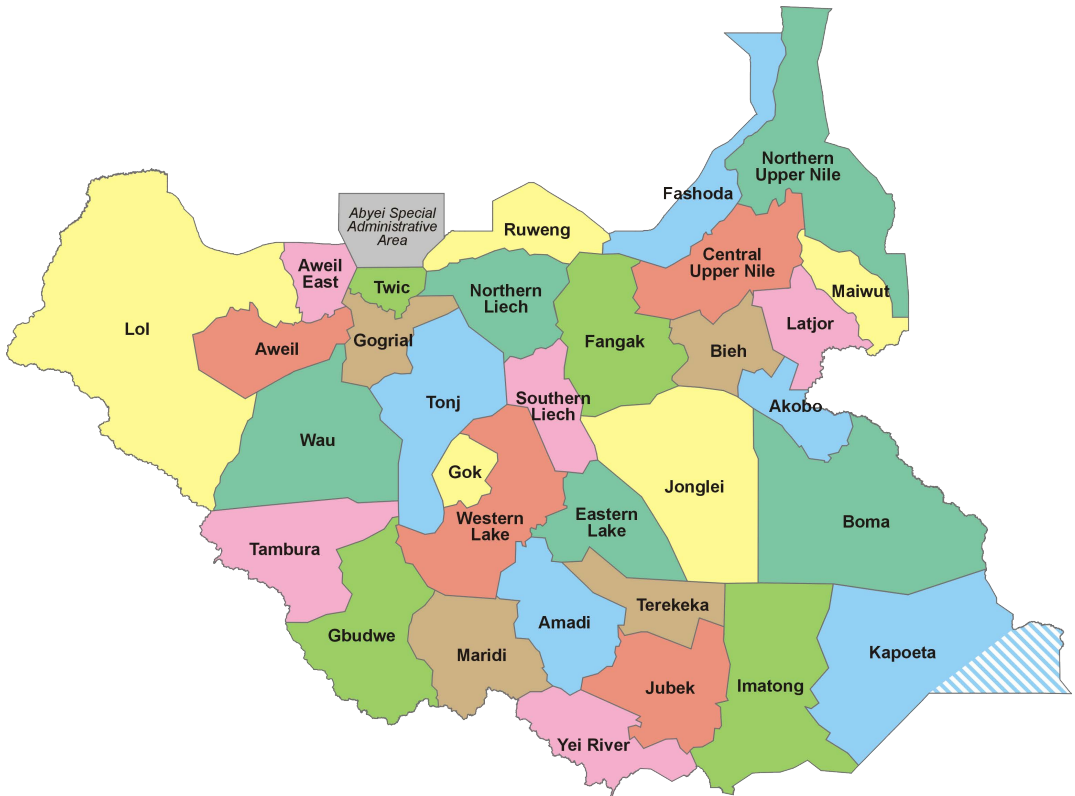 Northern
Upper Nile
Fashoda
Abyei Special
Administrative
Area
Ruweng
Central
Upper Nile
Aweil
East
Twic
Northern
Liech
Maiwut
Lol
Latjor
Aweil
Gogrial
Fangak
Bieh
Tonj
Southern
Liech
Akobo
Wau
Gok
Jonglei
Western
Lake
Eastern
Lake
Boma
Tambura
Terekeka
Gbudwe
Amadi
Maridi
Kapoeta
Jubek
Imatong
Yei River